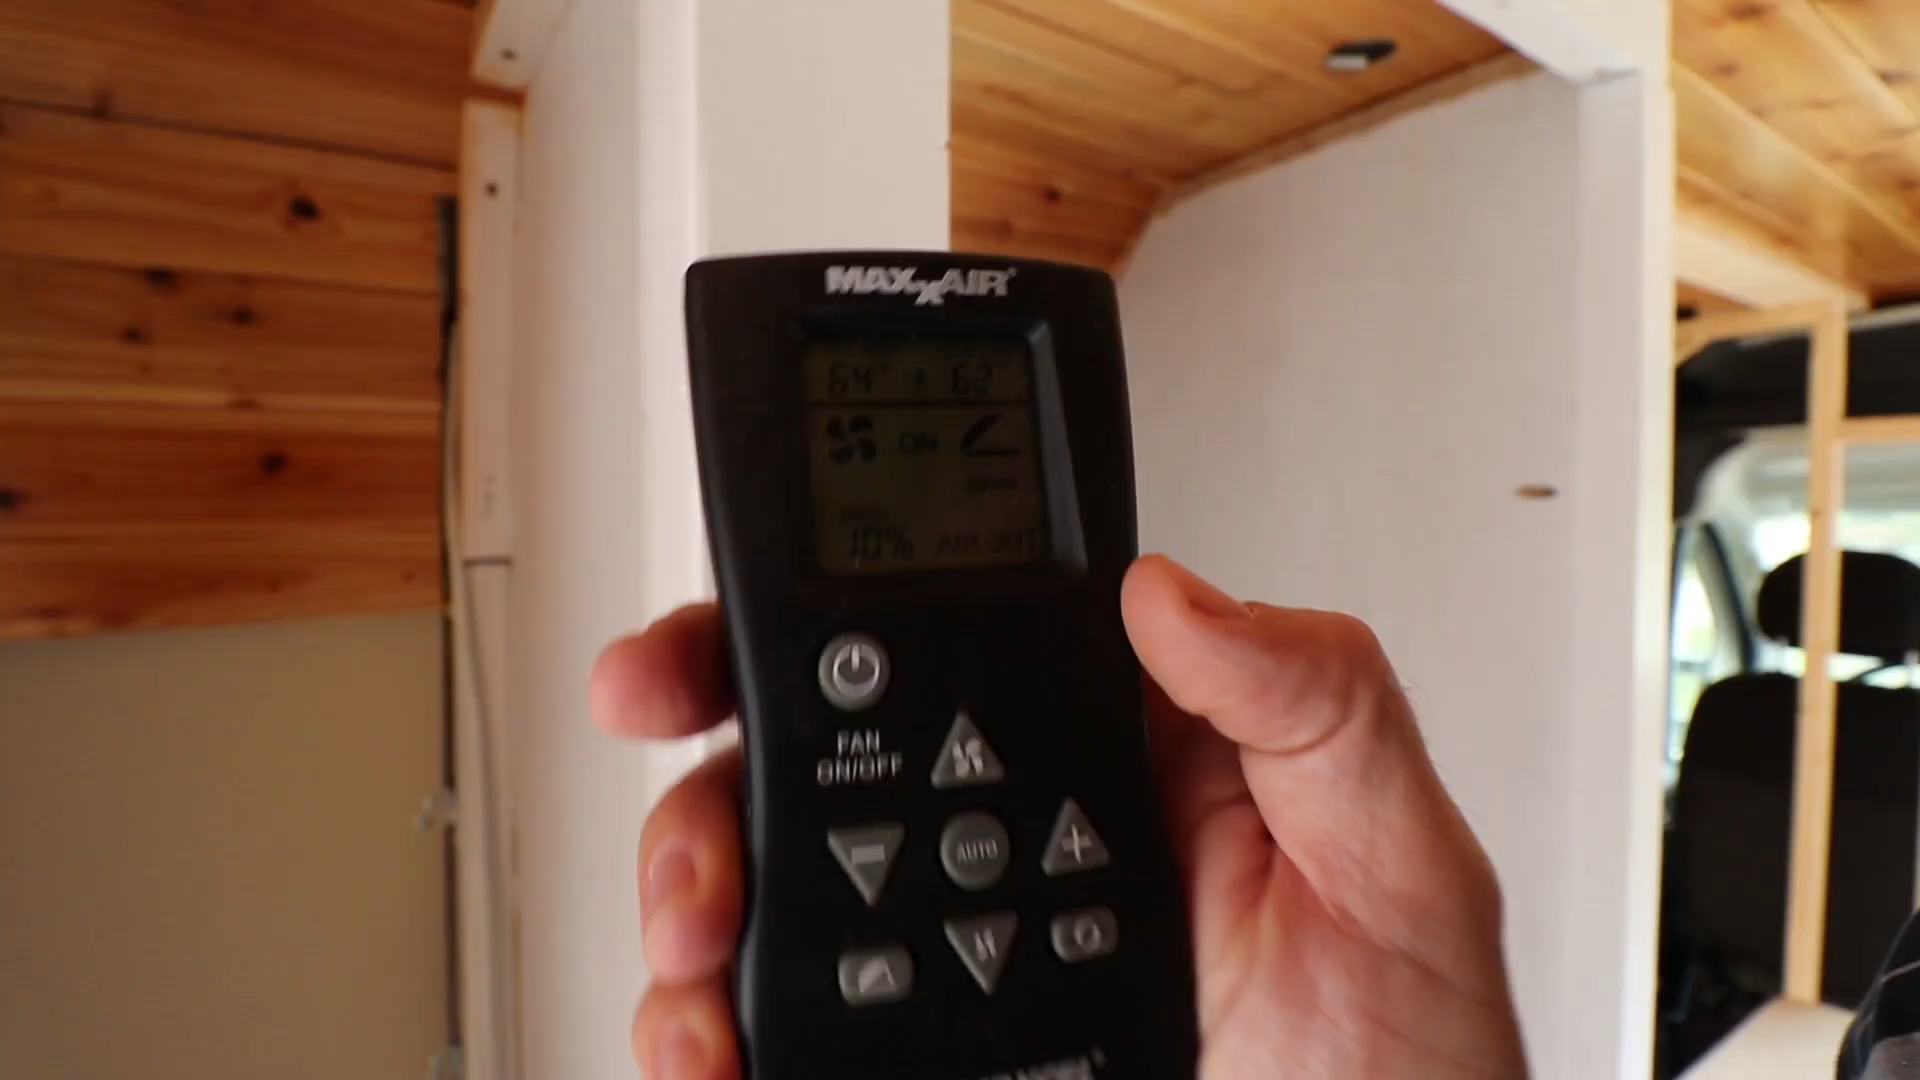 MAXXAIR®
64° 62
ON
10% AIR OUT
FAN
ON/OFF
AUTO